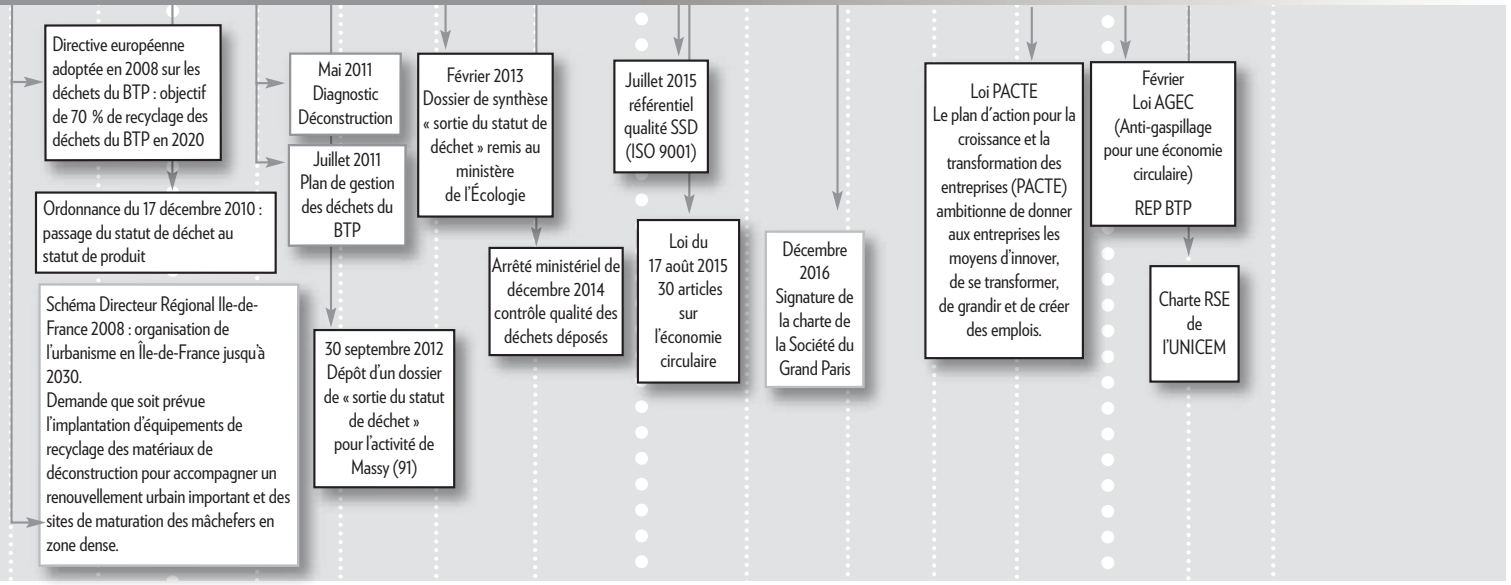 Directive européenne
adoptée en 2008 sur les
déchets du BTP : objectif
de 70 % de recyclage des
déchets du BTP en 2020
Ordonnance du 17 décembre 2010 :
passage du statut de déchet au
statut de produit
Schéma Directeur Régional Ile-de-
France 2008 : organisation de
l'urbanisme en Île-de-France jusqu'à
2030.
Demande que soit prévue
l'implantation d'équipements de
recyclage des matériaux de
déconstruction pour accompagner un
renouvellement urbain important et des
sites de maturation des mâchefers en
zone dense.
Mai 2011
Diagnostic
Déconstruction
Juillet 2011
Plan de gestion
des déchets du
BTP
30 septembre 2012
Dépôt d'un dossier
de « sortie du statut
de déchet »
pour l'activité de
Massy (91)
Février 2013
Dossier de synthèse
« sortie du statut de
déchet » remis au
ministère
de l'Écologie
Arrêté ministériel de
décembre 2014
contrôle qualité des
déchets déposés
Juillet 2015
référentiel
qualité SSD
(ISO 9001)
Loi du
17 août 2015
30 articles
sur
l'économie
circulaire
Décembre
2016
Signature de
la charte de
la Société du
Grand Paris
Loi PACTE
Le plan d'action pour la
croissance et la
transformation des
entreprises (PACTE)
ambitionne de donner
aux entreprises les
moyens d'innover,
de se transformer,
de grandir et de créer
des emplois.
Février
Loi AGEC
(Anti-gaspillage
pour une économie
circulaire)
REP BTP
Charte RSE
de
l'UNICEM